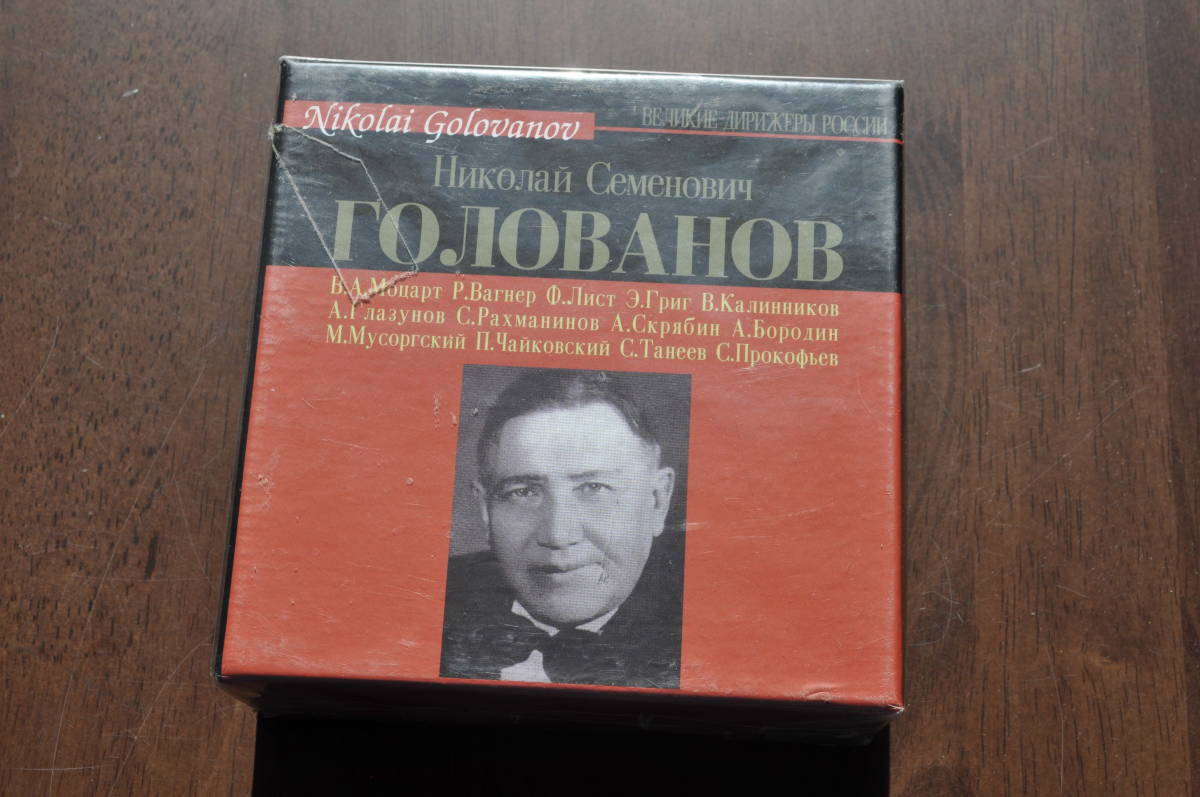 Nikolai Golovanov
ВЕЛИКИЕ ДИРИЖЕРЫ РОССИИ
Николай Семенович
ГОЛОВАНОВ
В.А.Моцарт Р.Вагнер Ф.Лист Э.Григ В.Калинников
А.Глазунов С.Рахманинов А.Скрябин А.Бородин
М.Мусоргский П.Чайковский С.Танеев С.Прокофьев